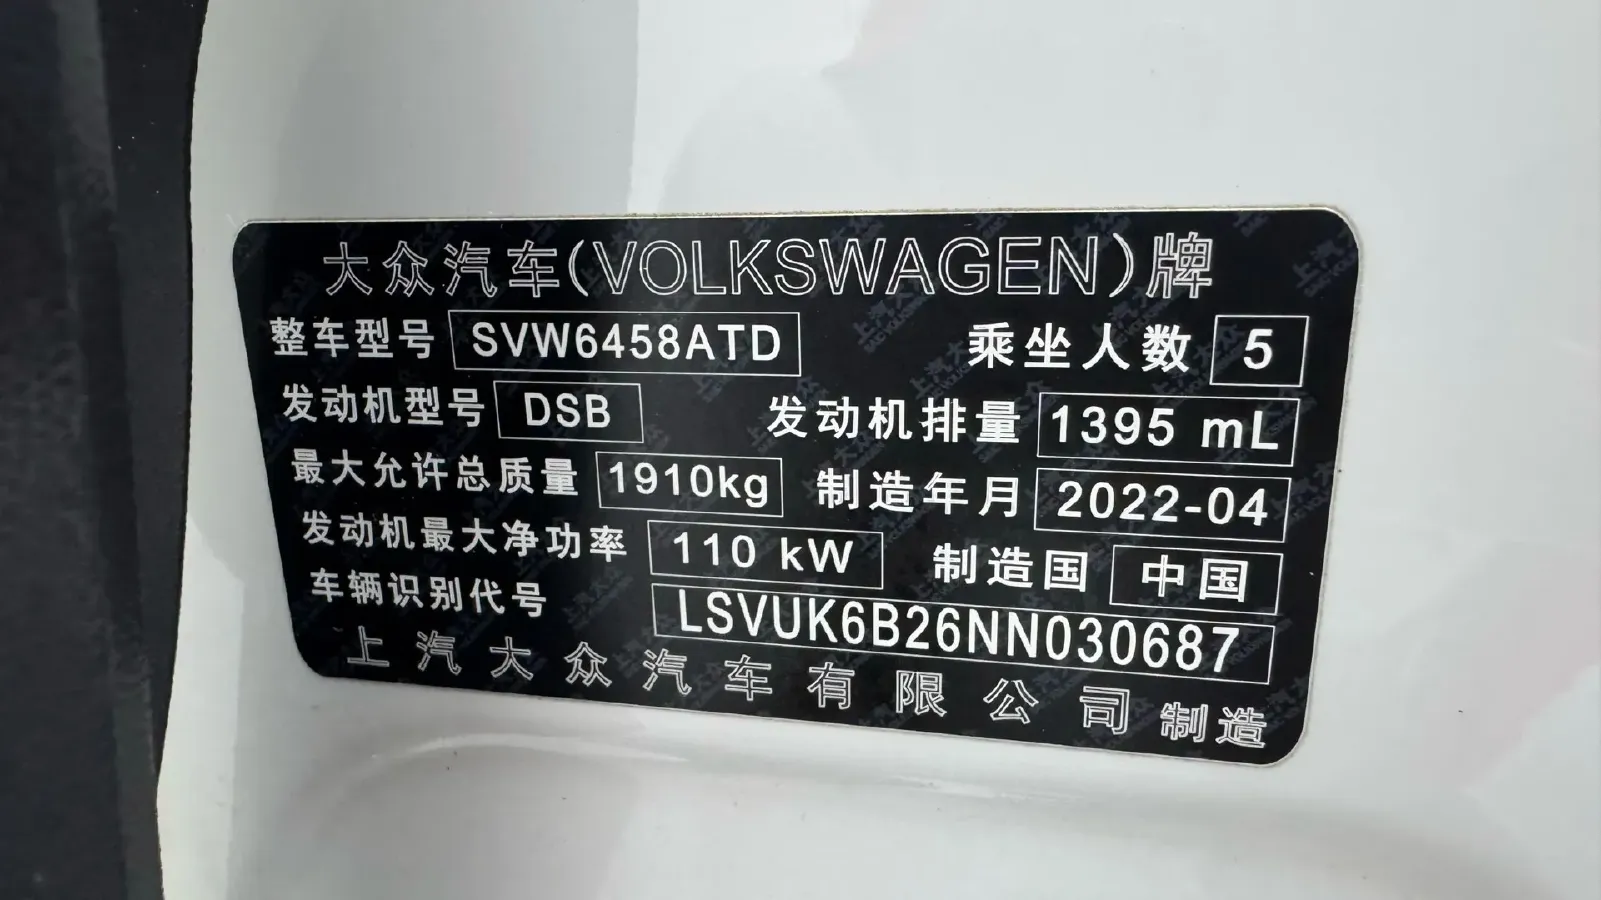 大众汽车(VOLKSWAGEN)牌
整车型号 SVW6458ATD 乘坐人数 5
发动机型号 DSB 发动机排量 1395 mL
最大允许总质量 1910kg 制造年月 2022-04
发动机最大净功率 110 kW 制造国 中国
车辆识别代号 LSVUK6B26NN030687
上汽大众汽车有限公司 制造